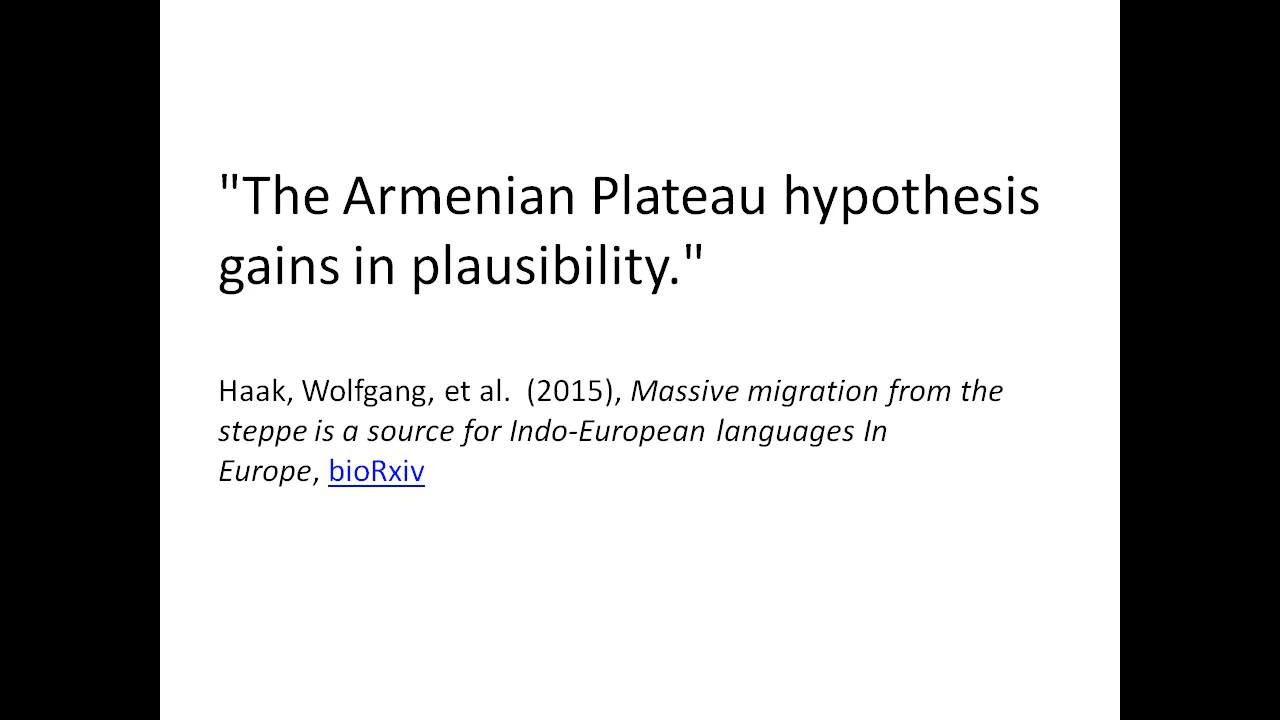 "The Armenian Plateau hypothesis
gains in plausibility."
Haak, Wolfgang, et al.  (2015), Massive migration from the
steppe is a source for Indo-European languages In
Europe, bioRxiv